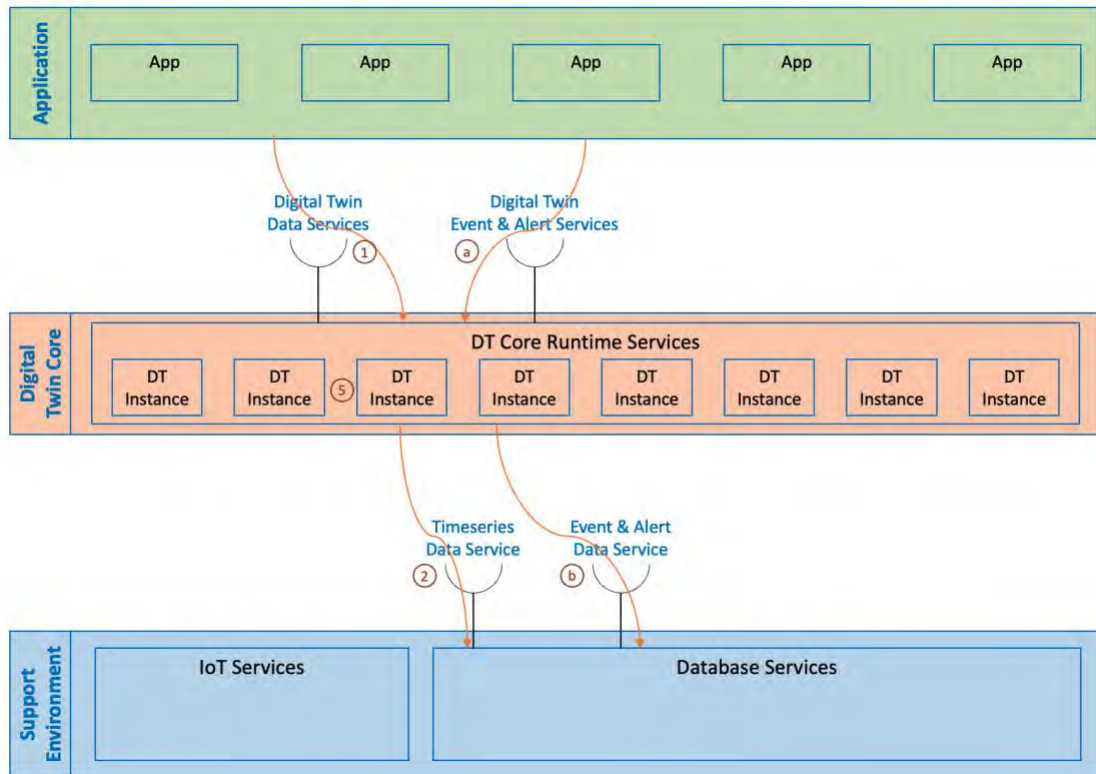 Application
App
App
App
App
App
Digital Twin
Data Services
Digital Twin
Event & Alert Services
1
a
Digital
Twin Core
DT Core Runtime Services
DT
Instance
DT
Instance
5
DT
Instance
DT
Instance
DT
Instance
DT
Instance
DT
Instance
DT
Instance
Timeseries
Data Service
Event & Alert
Data Service
2
b
Support
Environment
IoT Services
Database Services